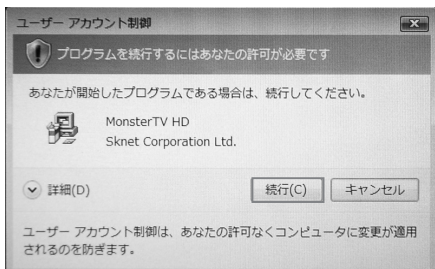 ユーザー アカウント制御
プログラムを続行するにはあなたの許可が必要です
あなたが開始したプログラムである場合は、続行してください。
MonsterTV HD
Sknet Corporation Ltd.
詳細(D)
続行(C)
キャンセル
ユーザー アカウント制御は、あなたの許可なくコンピュータに変更が適用
されるのを防ぎます。